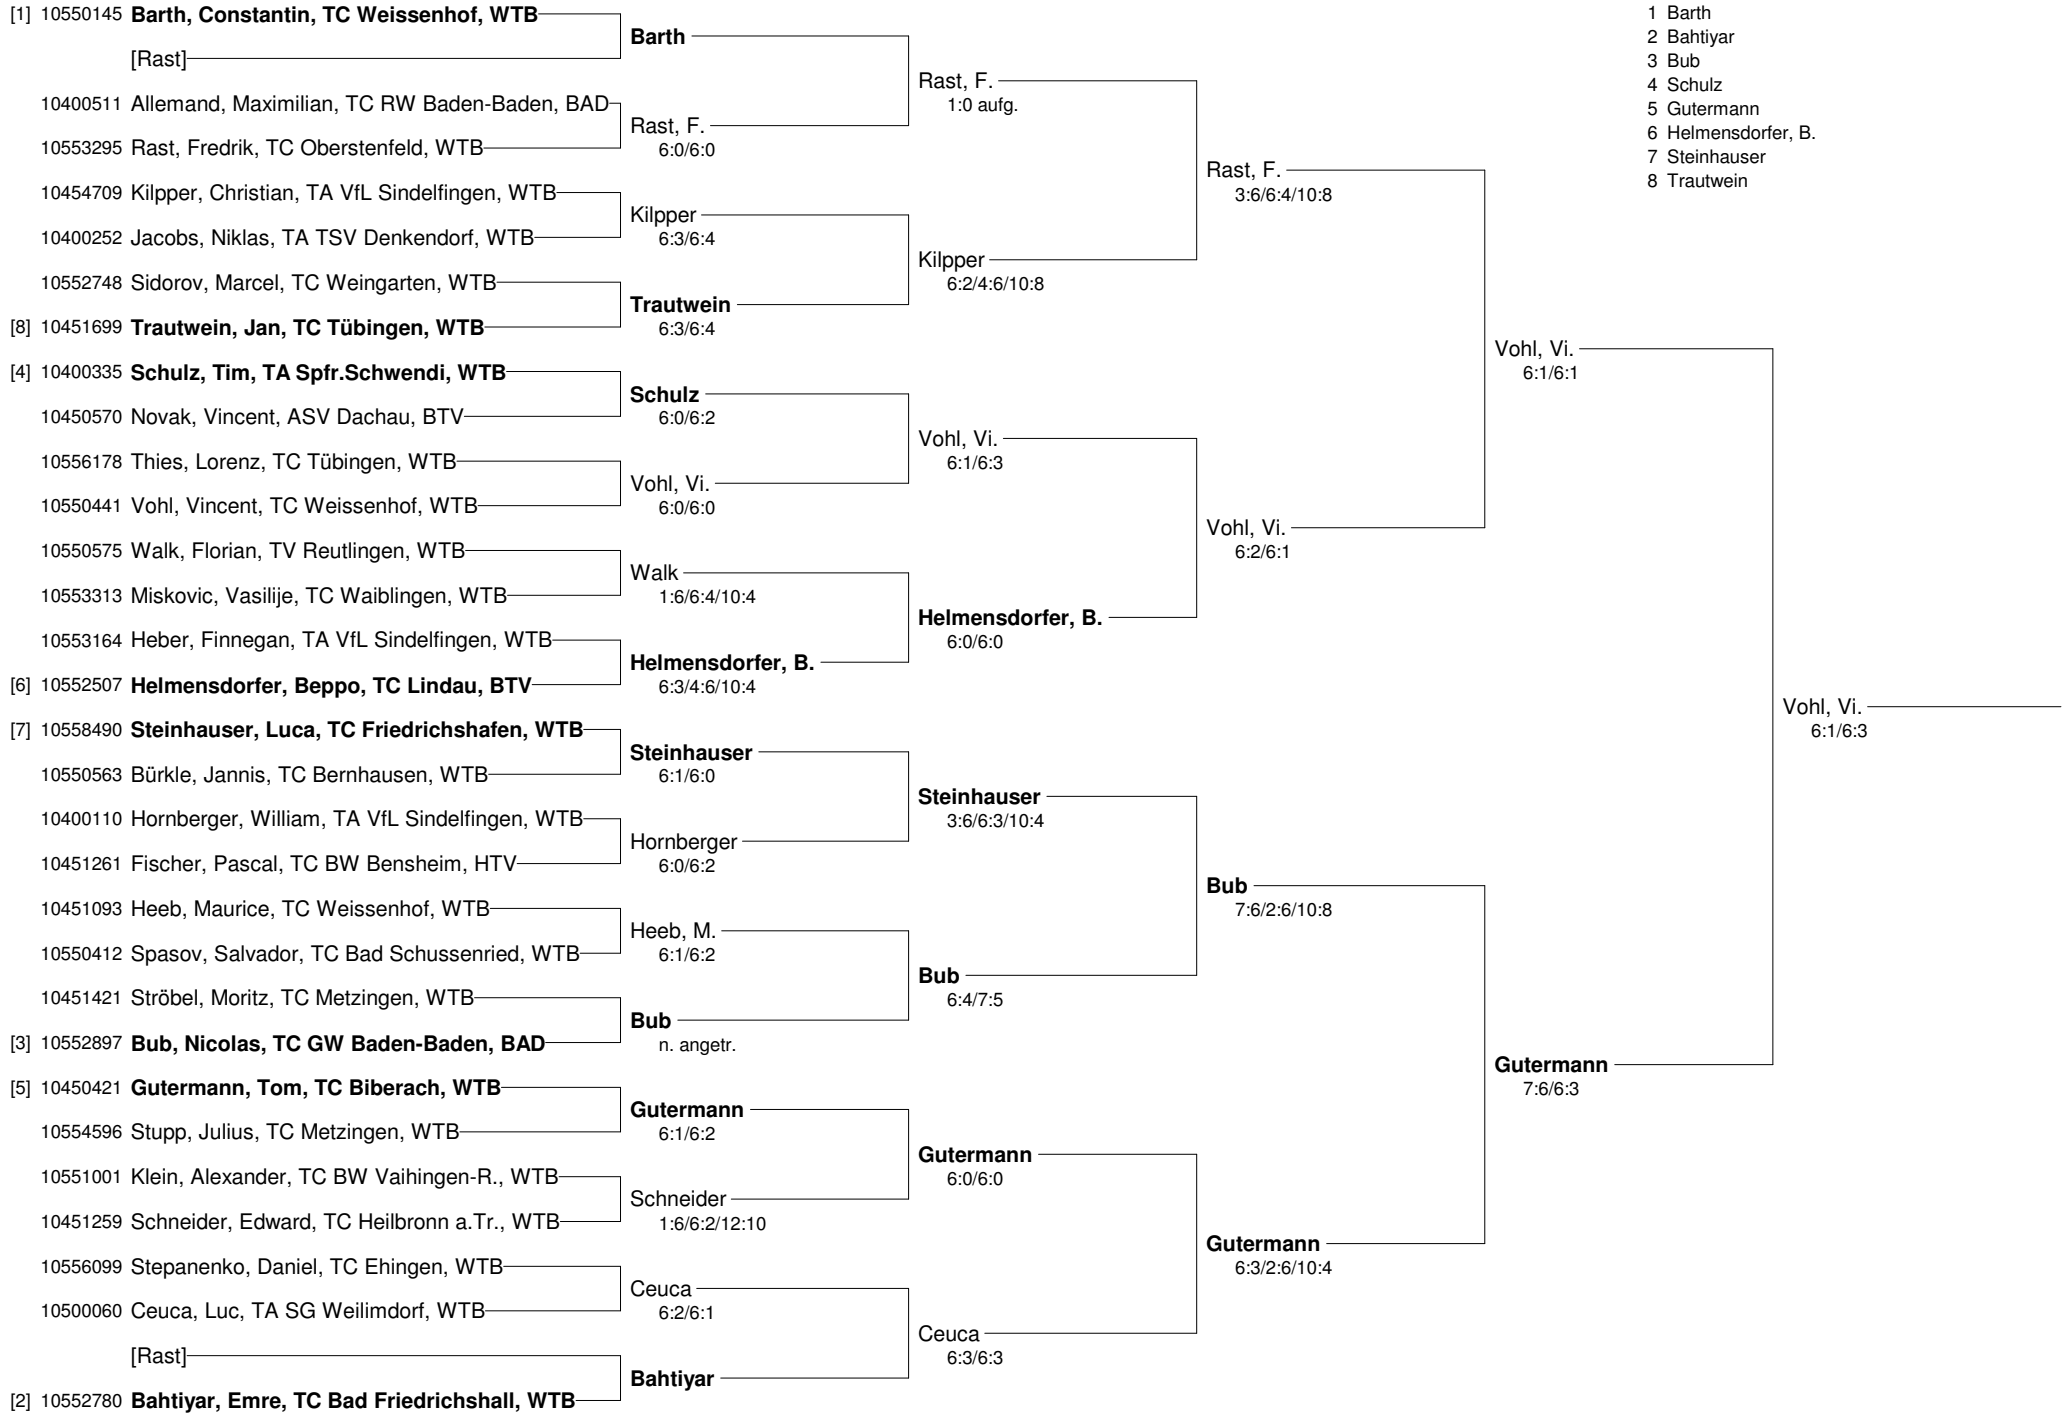 [1] 10550145 Barth, Constantin, TC Weissenhof, WTB
[Rast]
10400511 Allemand, Maximilian, TC RW Baden-Baden, BAD
10553295 Rast, Fredrik, TC Oberstenfeld, WTB
10454709 Kilpper, Christian, TA VfL Sindelfingen, WTB
10400252 Jacobs, Niklas, TA TSV Denkendorf, WTB
10552748 Sidorov, Marcel, TC Weingarten, WTB
[8] 10451699 Trautwein, Jan, TC Tübingen, WTB
[4] 10400335 Schulz, Tim, TA Spfr.Schwendi, WTB
10450570 Novak, Vincent, ASV Dachau, BTV
10556178 Thies, Lorenz, TC Tübingen, WTB
10550441 Vohl, Vincent, TC Weissenhof, WTB
10550575 Walk, Florian, TV Reutlingen, WTB
10553313 Miskovic, Vasilije, TC Waiblingen, WTB
10553164 Heber, Finnegan, TA VfL Sindelfingen, WTB
[6] 10552507 Helmensdorfer, Beppo, TC Lindau, BTV
[7] 10558490 Steinhauser, Luca, TC Friedrichshafen, WTB
10550563 Bürkle, Jannis, TC Bernhausen, WTB
10400110 Hornberger, William, TA VfL Sindelfingen, WTB
10451261 Fischer, Pascal, TC BW Bensheim, HTV
10451093 Heeb, Maurice, TC Weissenhof, WTB
10550412 Spasov, Salvador, TC Bad Schussenried, WTB
10451421 Ströbel, Moritz, TC Metzingen, WTB
[3] 10552897 Bub, Nicolas, TC GW Baden-Baden, BAD
[5] 10450421 Gutermann, Tom, TC Biberach, WTB
10554596 Stupp, Julius, TC Metzingen, WTB
10551001 Klein, Alexander, TC BW Vaihingen-R., WTB
10451259 Schneider, Edward, TC Heilbronn a.Tr., WTB
10556099 Stepanenko, Daniel, TC Ehingen, WTB
10500060 Ceuca, Luc, TA SG Weilimdorf, WTB
[Rast]
[2] 10552780 Bahtiyar, Emre, TC Bad Friedrichshall, WTB
Barth
Rast, F.
6:0/6:0
Kilpper
6:3/6:4
Trautwein
6:3/6:4
Schulz
6:0/6:2
Vohl, Vi.
6:0/6:0
Walk
1:6/6:4/10:4
Helmensdorfer, B.
6:3/4:6/10:4
Steinhauser
6:1/6:0
Hornberger
6:0/6:2
Heeb, M.
6:1/6:2
Bub
n. angetr.
Gutermann
6:1/6:2
Schneider
1:6/6:2/12:10
Ceuca
6:2/6:1
Bahtiyar
Rast, F.
1:0 aufg.
Kilpper
6:2/4:6/10:8
Vohl, Vi.
6:1/6:3
Helmensdorfer, B.
6:0/6:0
Steinhauser
3:6/6:3/10:4
Bub
6:4/7:5
Gutermann
6:0/6:0
Ceuca
6:3/6:3
Rast, F.
3:6/6:4/10:8
Vohl, Vi.
6:2/6:1
Bub
7:6/2:6/10:8
Gutermann
6:3/2:6/10:4
Vohl, Vi.
6:1/6:1
Gutermann
7:6/6:3
Vohl, Vi.
6:1/6:3
1 Barth
2 Bahtiyar
3 Bub
4 Schulz
5 Gutermann
6 Helmensdorfer, B.
7 Steinhauser
8 Trautwein